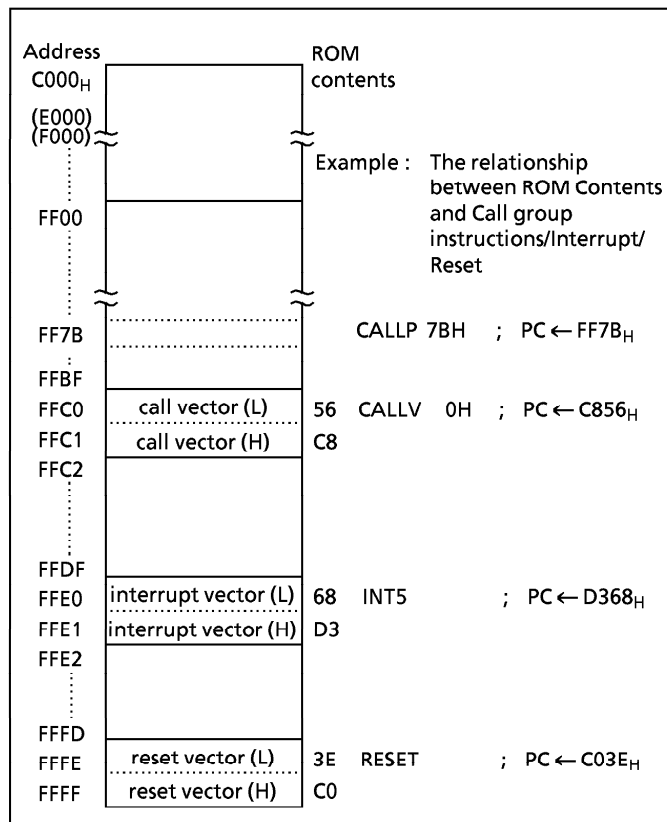 Address ROM
C000H contents
(E000)
(F000)
Example : The relationship
between ROM Contents
FF00 and Call group
instructions/Interrupt/
Reset
FF7B CALLP 7BH ; PC ← FF7BH
FFBF
FFC0 call vector (L) 56 CALLV 0H ; PC ← C856H
FFC1 call vector (H) C8
FFC2
FFDF
FFE0 interrupt vector (L) 68 INT5 ; PC ← D368H
FFE1 interrupt vector (H) D3
FFE2
FFFD
FFFE reset vector (L) 3E RESET ; PC ← C03EH
FFFF reset vector (H) C0